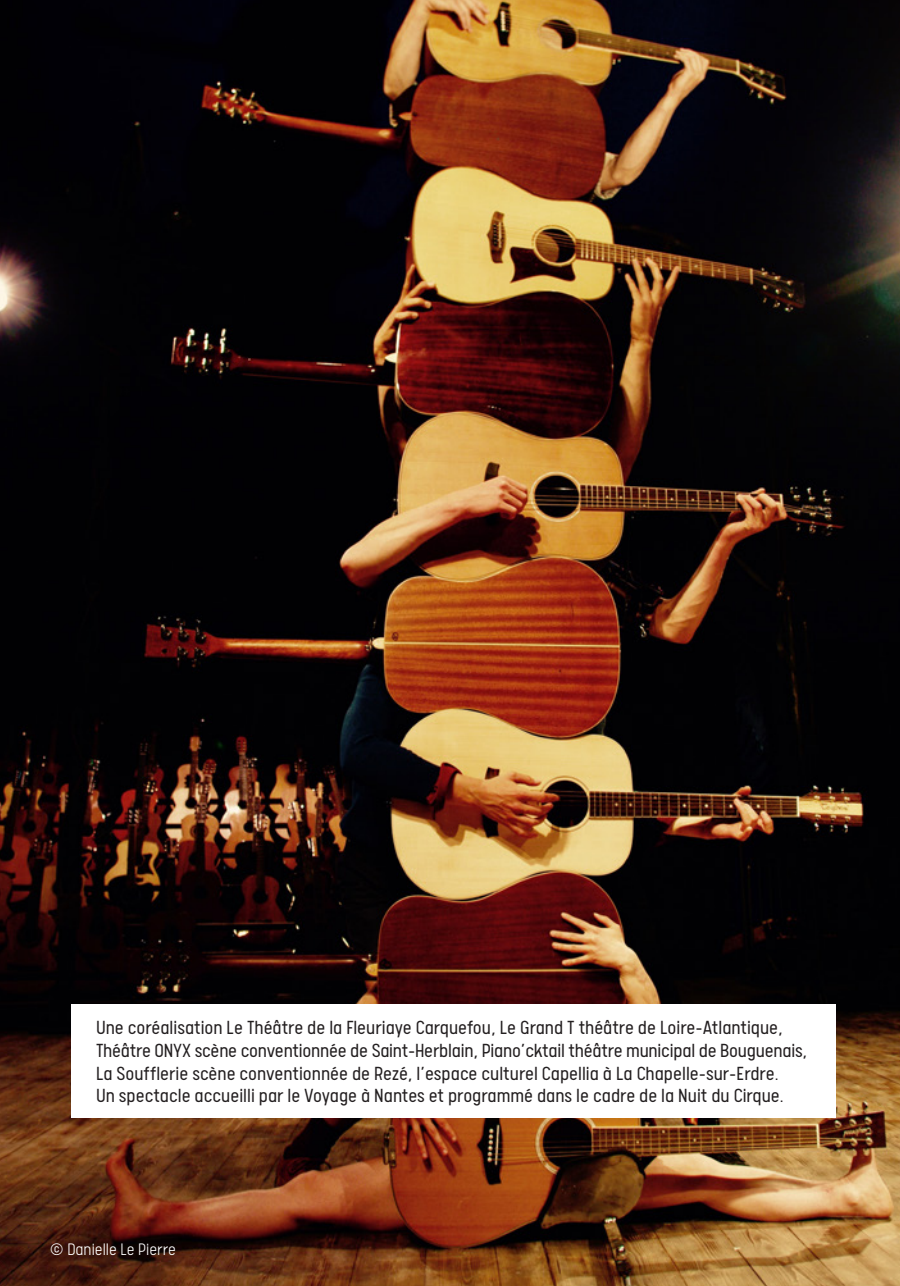 Une coréalisation Le Théâtre de la Fleuriaye Carquefou, Le Grand T théâtre de Loire-Atlantique,
Théâtre ONYX scène conventionnée de Saint-Herblain, Piano'cktail théâtre municipal de Bouguenais,
La Soufflerie scène conventionnée de Rezé, l'espace culturel Capellia à La Chapelle-sur-Erdre.
Un spectacle accueilli par le Voyage à Nantes et programmé dans le cadre de la Nuit du Cirque.
© Danielle Le Pierre